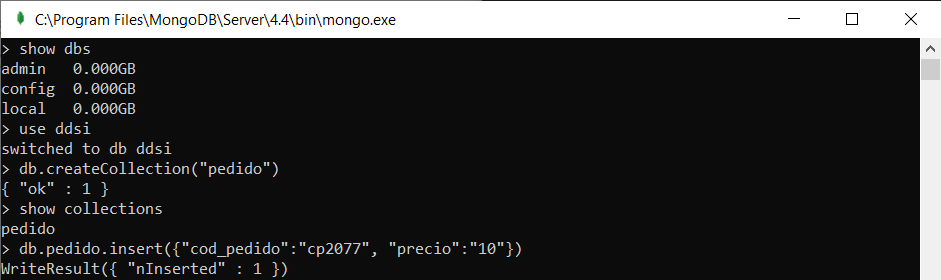 C:\Program Files\MongoDB\Server\4.4\bin\mongo.exe
> show dbs
admin   0.000GB
config  0.000GB
local   0.000GB
> use ddsi
switched to db ddsi
> db.createCollection("pedido")
{ "ok" : 1 }
> show collections
pedido
> db.pedido.insert({"cod_pedido":"cp2077", "precio":"10"})
WriteResult({ "nInserted" : 1 })